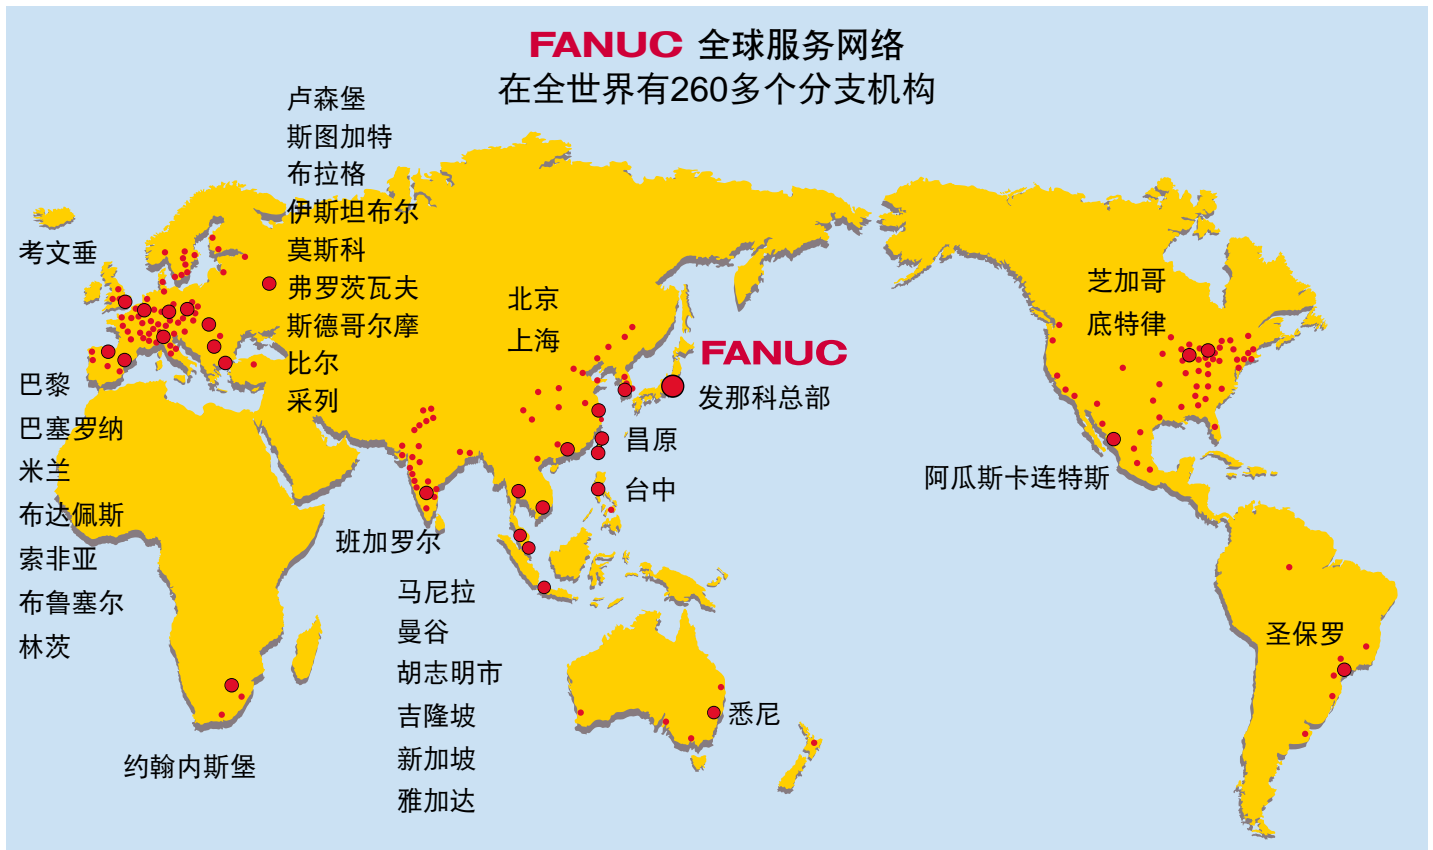 FANUC 全球服务网络
在全世界有260多个分支机构
卢森堡
斯图加特
布拉格
伊斯坦布尔
莫斯科
弗罗茨瓦夫
斯德哥尔摩
比尔
采列
考文垂
巴黎
巴塞罗纳
米兰
布达佩斯
索非亚
布鲁塞尔
林茨
约翰内斯堡
北京
上海
FANUC
发那科总部
昌原
台中
班加罗尔
马尼拉
曼谷
胡志明市
吉隆坡
新加坡
雅加达
悉尼
芝加哥
底特律
阿瓜斯卡连特斯
圣保罗